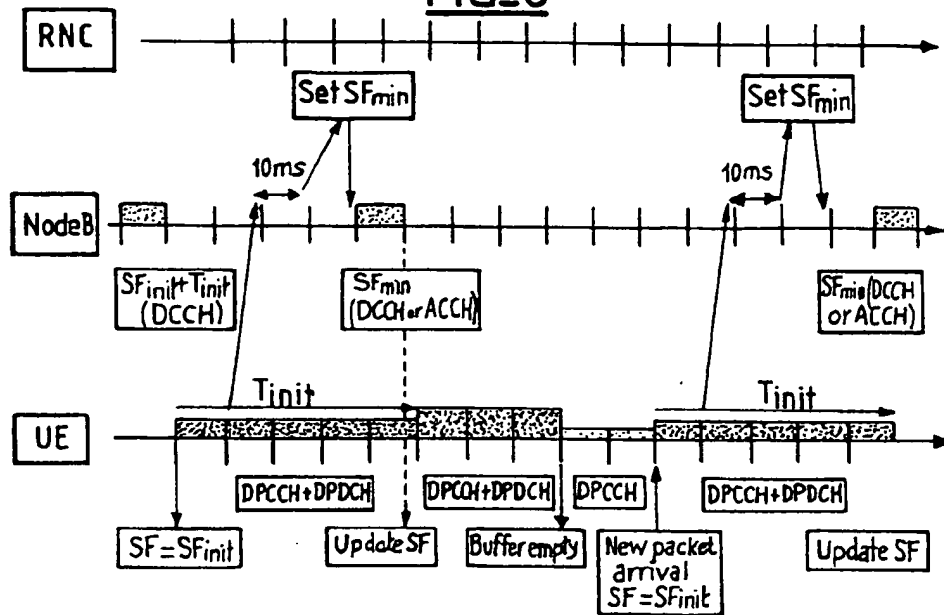 RNC
Set SFmin
Set SFmin
10ms
10ms
NodeB
SFinit+Tinit
(DCCH)
SFmin
(DCCH or ACCH)
SFmin(DCCH
or ACCH)
Tinit
Tinit
UE
DPCCH+DPDCH
DPCCH+DPDCH
DPCCH
DPCCH+DPDCH
SF=SFinit
Update SF
Buffer empty
New packet
arrival
SF=SFinit
Update SF